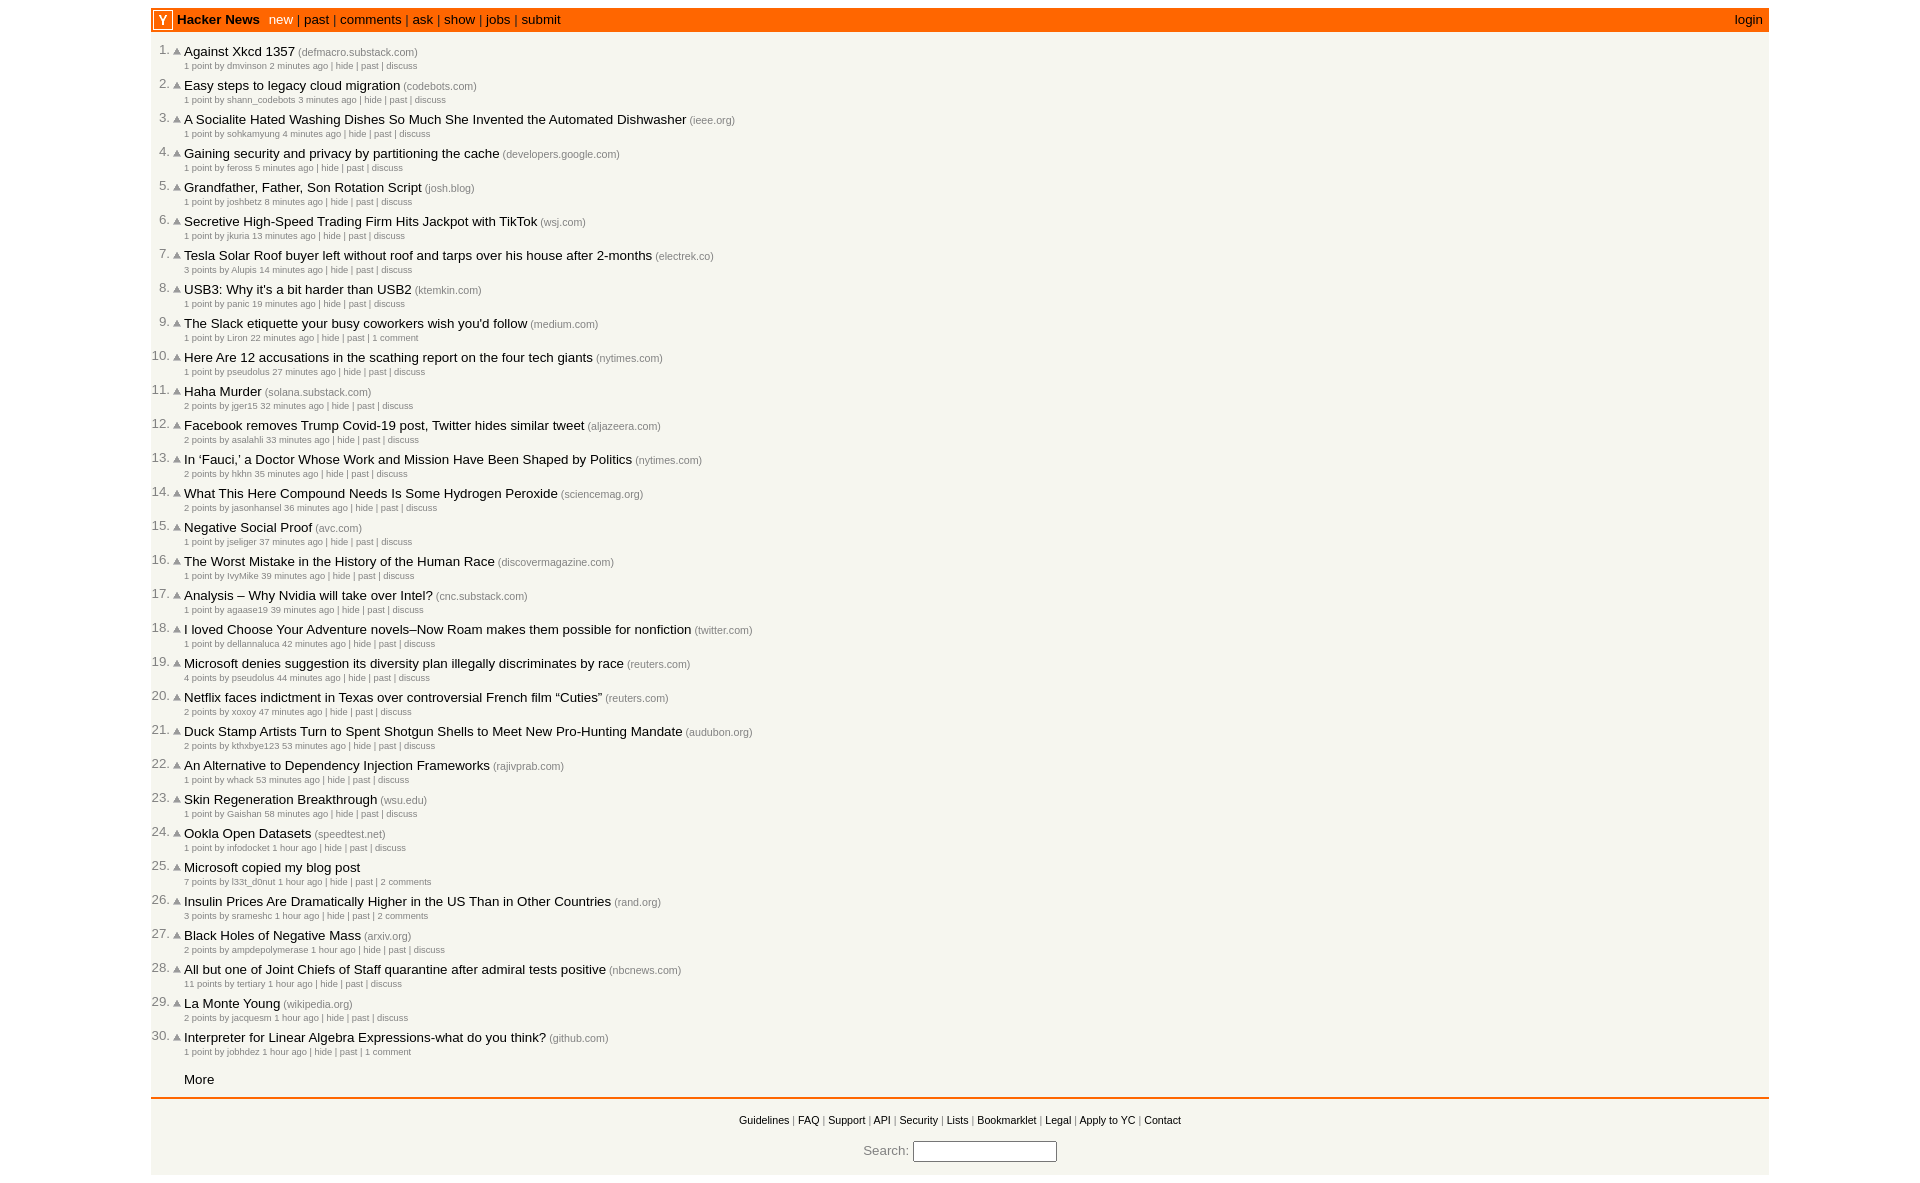 Y Hacker News new | past | comments | ask | show | jobs | submit login
1. Against Xkcd 1357 (defmacro.substack.com)
1 point by dmvinson 2 minutes ago | hide | past | discuss
2. Easy steps to legacy cloud migration (codebots.com)
1 point by shann_codebots 3 minutes ago | hide | past | discuss
3. A Socialite Hated Washing Dishes So Much She Invented the Automated Dishwasher (ieee.org)
1 point by sohkamyung 4 minutes ago | hide | past | discuss
4. Gaining security and privacy by partitioning the cache (developers.google.com)
1 point by feross 5 minutes ago | hide | past | discuss
5. Grandfather, Father, Son Rotation Script (josh.blog)
1 point by joshbetz 8 minutes ago | hide | past | discuss
6. Secretive High-Speed Trading Firm Hits Jackpot with TikTok (wsj.com)
1 point by jkuria 13 minutes ago | hide | past | discuss
7. Tesla Solar Roof buyer left without roof and tarps over his house after 2-months (electrek.co)
3 points by Alupis 14 minutes ago | hide | past | discuss
8. USB3: Why it's a bit harder than USB2 (ktemkin.com)
1 point by panic 19 minutes ago | hide | past | discuss
9. The Slack etiquette your busy coworkers wish you'd follow (medium.com)
1 point by Liron 22 minutes ago | hide | past | 1 comment
10. Here Are 12 accusations in the scathing report on the four tech giants (nytimes.com)
1 point by pseudolus 27 minutes ago | hide | past | discuss
11. Haha Murder (solana.substack.com)
2 points by jger15 32 minutes ago | hide | past | discuss
12. Facebook removes Trump Covid-19 post, Twitter hides similar tweet (aljazeera.com)
2 points by asalahli 33 minutes ago | hide | past | discuss
13. In ‘Fauci,’ a Doctor Whose Work and Mission Have Been Shaped by Politics (nytimes.com)
2 points by hkhn 35 minutes ago | hide | past | discuss
14. What This Here Compound Needs Is Some Hydrogen Peroxide (sciencemag.org)
2 points by jasonhansel 36 minutes ago | hide | past | discuss
15. Negative Social Proof (avc.com)
1 point by jseliger 37 minutes ago | hide | past | discuss
16. The Worst Mistake in the History of the Human Race (discovermagazine.com)
1 point by IvyMike 39 minutes ago | hide | past | discuss
17. Analysis – Why Nvidia will take over Intel? (cnc.substack.com)
1 point by agaase19 39 minutes ago | hide | past | discuss
18. I loved Choose Your Adventure novels–Now Roam makes them possible for nonfiction (twitter.com)
1 point by dellannaluca 42 minutes ago | hide | past | discuss
19. Microsoft denies suggestion its diversity plan illegally discriminates by race (reuters.com)
4 points by pseudolus 44 minutes ago | hide | past | discuss
20. Netflix faces indictment in Texas over controversial French film “Cuties” (reuters.com)
2 points by xoxoy 47 minutes ago | hide | past | discuss
21. Duck Stamp Artists Turn to Spent Shotgun Shells to Meet New Pro-Hunting Mandate (audubon.org)
2 points by kthxbye123 53 minutes ago | hide | past | discuss
22. An Alternative to Dependency Injection Frameworks (rajivprab.com)
1 point by whack 53 minutes ago | hide | past | discuss
23. Skin Regeneration Breakthrough (wsu.edu)
1 point by Gaishan 58 minutes ago | hide | past | discuss
24. Ookla Open Datasets (speedtest.net)
1 point by infodocket 1 hour ago | hide | past | discuss
25. Microsoft copied my blog post
7 points by l33t_d0nut 1 hour ago | hide | past | 2 comments
26. Insulin Prices Are Dramatically Higher in the US Than in Other Countries (rand.org)
3 points by srameshc 1 hour ago | hide | past | 2 comments
27. Black Holes of Negative Mass (arxiv.org)
2 points by ampdepolymerase 1 hour ago | hide | past | discuss
28. All but one of Joint Chiefs of Staff quarantine after admiral tests positive (nbcnews.com)
11 points by tertiary 1 hour ago | hide | past | discuss
29. La Monte Young (wikipedia.org)
2 points by jacquesm 1 hour ago | hide | past | discuss
30. Interpreter for Linear Algebra Expressions-what do you think? (github.com)
1 point by jobhdez 1 hour ago | hide | past | 1 comment
More
Guidelines | FAQ | Support | API | Security | Lists | Bookmarklet | Legal | Apply to YC | Contact
Search: